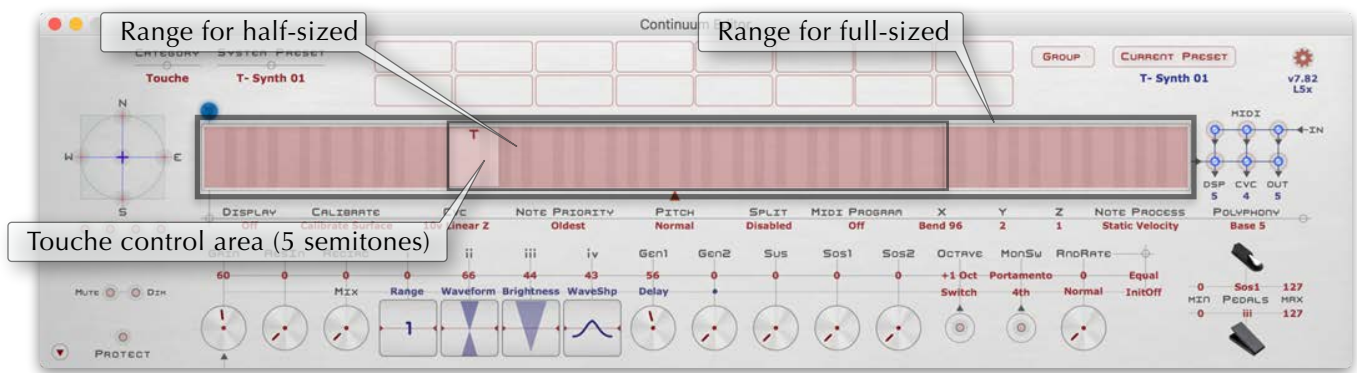 Continuum Editor
Range for half-sized
Range for full-sized
Category System Preset
Touche T- Synth 01
Group Current Preset
T- Synth 01
v7.82
L5x
N
W E
S
T
MIDI
IN
DSP CVC OUT
5 4 5
Touche control area (5 semitones)
Display Calibrate CVC Note Priority Pitch Split Midi Program X Y Z Note Process Polyphony
Off Calibrate Surface 10v Linear Z Oldest Normal Disabled Off Bend 96 2 1 Static Velocity Base 5
Gain ii iii iv Gen1 Gen2 Sus Sos1 Sos2 Octave MonSw RndRate
60 0 0 0 66 44 43 56 0 0 0 0 +1 Oct Portamento 0 Equal
Mix Range Waveform Brightness WaveShp Delay Switch 4th Normal InitOff
Mute Dim
1
0 Sos1 127
Min Pedals Max
0 iii 127
Protect